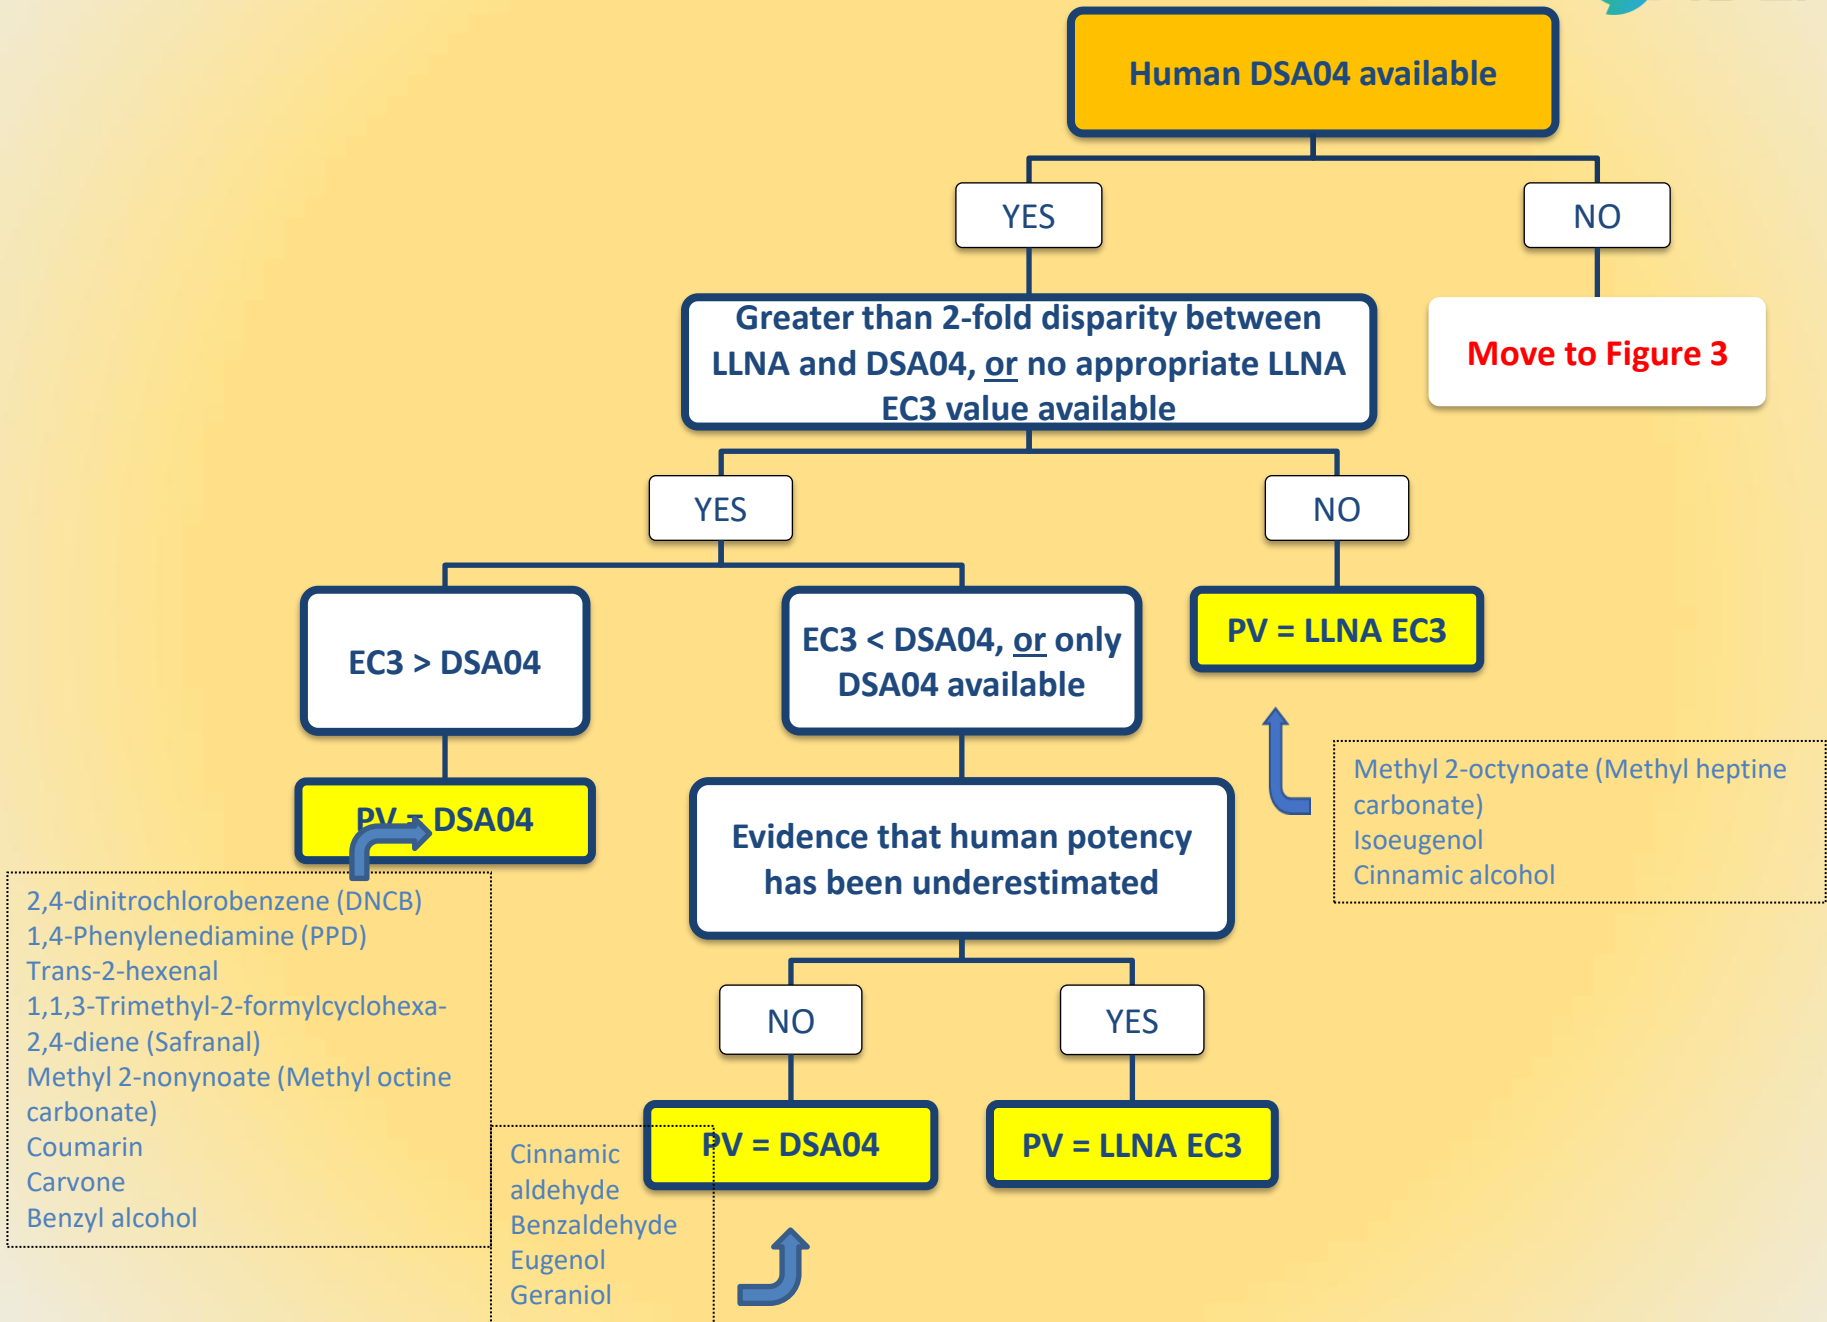 Human DSA04 available
YES
NO
Greater than 2-fold disparity between
LLNA and DSA04, or no appropriate LLNA
EC3 value available
Move to Figure 3
YES
NO
EC3 > DSA04
EC3 < DSA04, or only
DSA04 available
PV = LLNA EC3
PV = DSA04
Evidence that human potency
has been underestimated
Methyl 2-octynoate (Methyl heptine
carbonate)
Isoeugenol
Cinnamic alcohol
2,4-dinitrochlorobenzene (DNCB)
1,4-Phenylenediamine (PPD)
Trans-2-hexenal
1,1,3-Trimethyl-2-formylcyclohexa-
2,4-diene (Safranal)
Methyl 2-nonynoate (Methyl octine
carbonate)
Coumarin
Carvone
Benzyl alcohol
NO
YES
PV = DSA04
PV = LLNA EC3
Cinnamic
aldehyde
Benzaldehyde
Eugenol
Geraniol